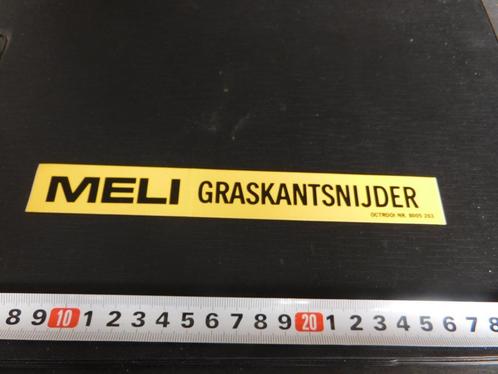 MELI GRASKANTSNIJDER
OCTROOI NR. 8005 253
8 9 10 1 2 3 4 5 6 7 8 9 20 1 2 3 4 5 6 7 8